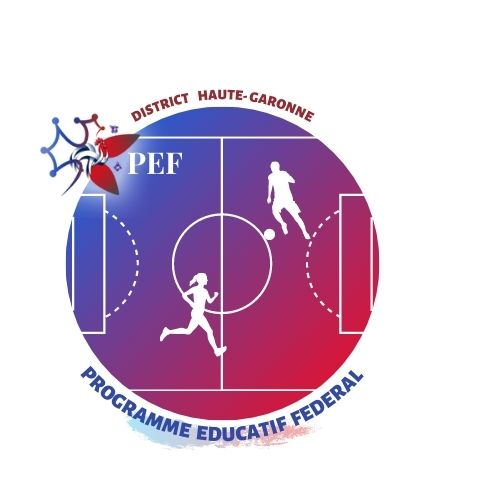 DISTRICT HAUTE-GARONNE
PEF
PROGRAMME EDUCATIF FEDERAL